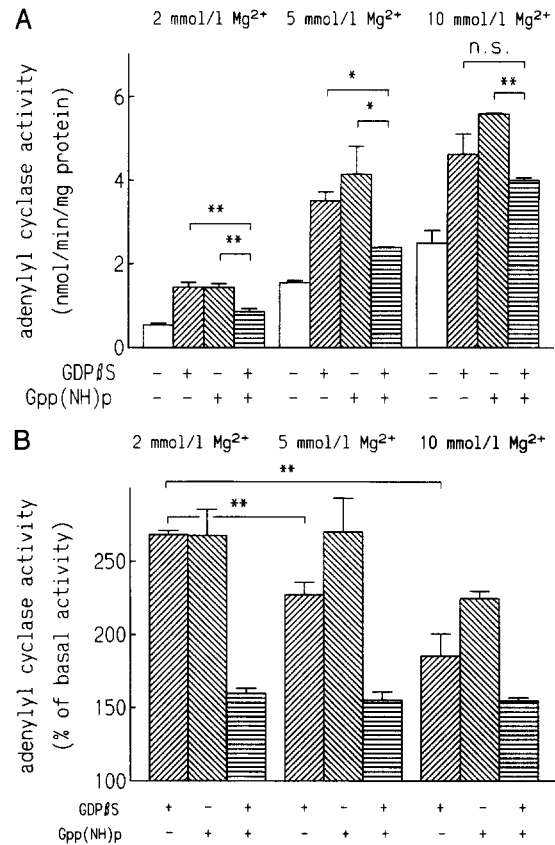 A
2 mmol/l Mg²⁺ 5 mmol/l Mg²⁺ 10 mmol/l Mg²⁺
adenylyl cyclase activity
(nmol/min/mg protein)
6
4
2
0
** ** * * n.s. **
GDPβS - + - + - + - + - + - +
Gpp(NH)p - - + + - - + + - - + +
B
2 mmol/l Mg²⁺ 5 mmol/l Mg²⁺ 10 mmol/l Mg²⁺
**
**
adenylyl cyclase activity
(% of basal activity)
250
200
150
100
GDPβS + - + + - + + - +
Gpp(NH)p - + + - + + - + +